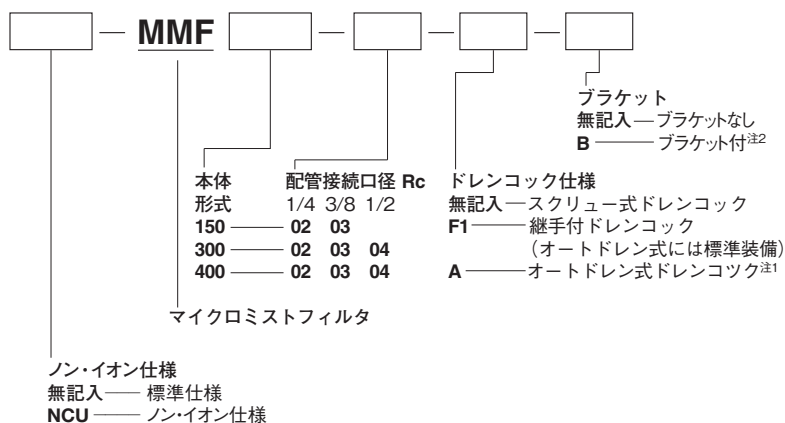 — MMF — — —
ブラケット
無記入—ブラケットなし
B——ブラケット付注2
本体
形式
配管接続口径 Rc
1/4 3/8 1/2
150——02 03
300——02 03 04
400——02 03 04
ドレンコック仕様
無記入—スクリュー式ドレンコック
F1——継手付ドレンコック
(オートドレン式には標準装備)
A——オートドレン式ドレンコツク注1
マイクロミストフィルタ
ノン・イオン仕様
無記入——標準仕様
NCU——ノン・イオン仕様